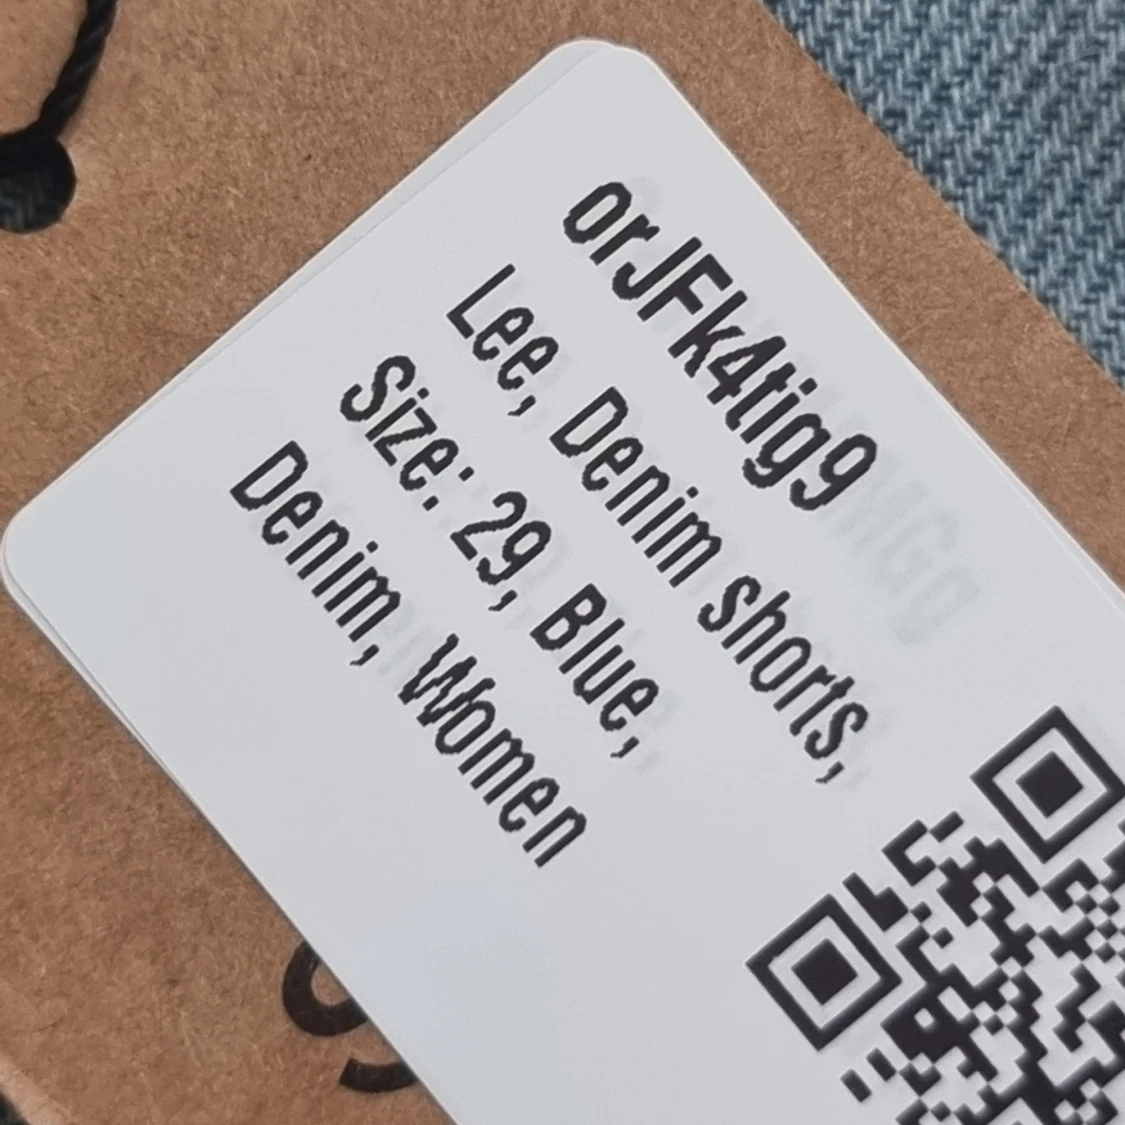 orJFk4tig9
Lee, Denim shorts,
Size: 29, Blue,
Denim, Women